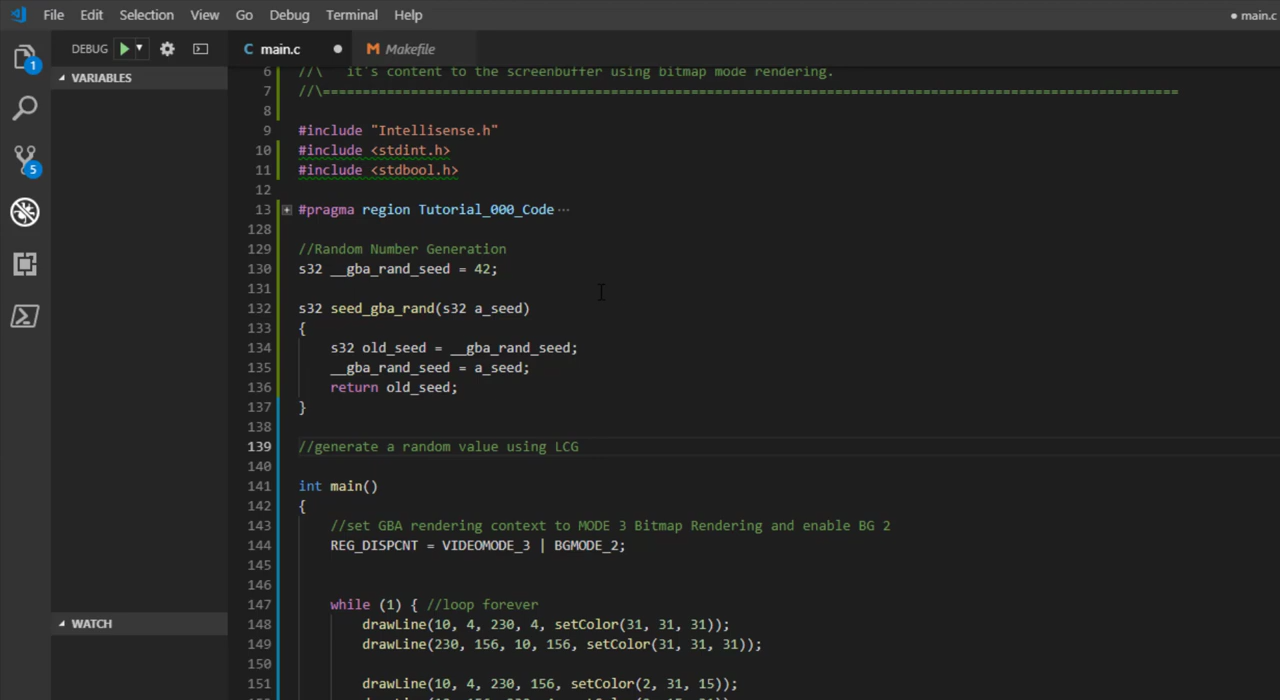 File Edit Selection View Go Debug Terminal Help ● main.c
1 DEBUG C main.c ● M Makefile
VARIABLES
6 //\   it's content to the screenbuffer using bitmap mode rendering.
7 //\===========================================================================================================
8
9 #include "Intellisense.h"
10 #include <stdint.h>
11 #include <stdbool.h>
5
12
13 #pragma region Tutorial_000_Code ···
128
129 //Random Number Generation
130 s32 __gba_rand_seed = 42;
131
132 s32 seed_gba_rand(s32 a_seed)
133 {
134     s32 old_seed = __gba_rand_seed;
135     __gba_rand_seed = a_seed;
136     return old_seed;
137 }
138
139 //generate a random value using LCG
140
141 int main()
142 {
143     //set GBA rendering context to MODE 3 Bitmap Rendering and enable BG 2
144     REG_DISPCNT = VIDEOMODE_3 | BGMODE_2;
145
146
147     while (1) { //loop forever
WATCH
148         drawLine(10, 4, 230, 4, setColor(31, 31, 31));
149         drawLine(230, 156, 10, 156, setColor(31, 31, 31));
150
151         drawLine(10, 4, 230, 156, setColor(2, 31, 15));